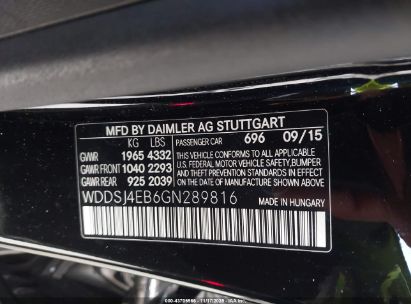 MFD BY DAIMLER AG STUTTGART
KG LBS PASSENGER CAR 696 09/15
GVWR 1965 4332
GAWR FRONT 1040 2293
GAWR REAR 925 2039
THIS VEHICLE CONFORMS TO ALL APPLICABLE
U.S. FEDERAL MOTOR VEHICLE SAFETY, BUMPER
AND THEFT PREVENTION STANDARDS IN EFFECT
ON THE DATE OF MANUFACTURE SHOWN ABOVE.
WDDSJ4EB6GN289816 MADE IN HUNGARY